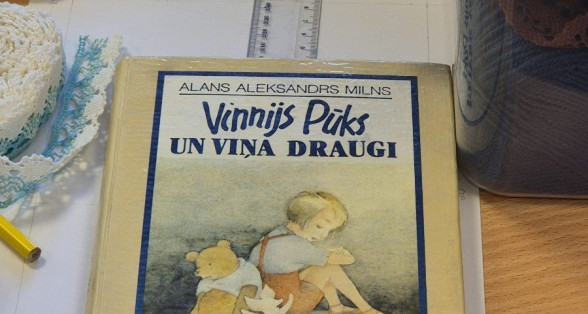 ALANS ALEKSANDRS MILNS
Vinnijs Pūks
UN VIŅA DRAUGI